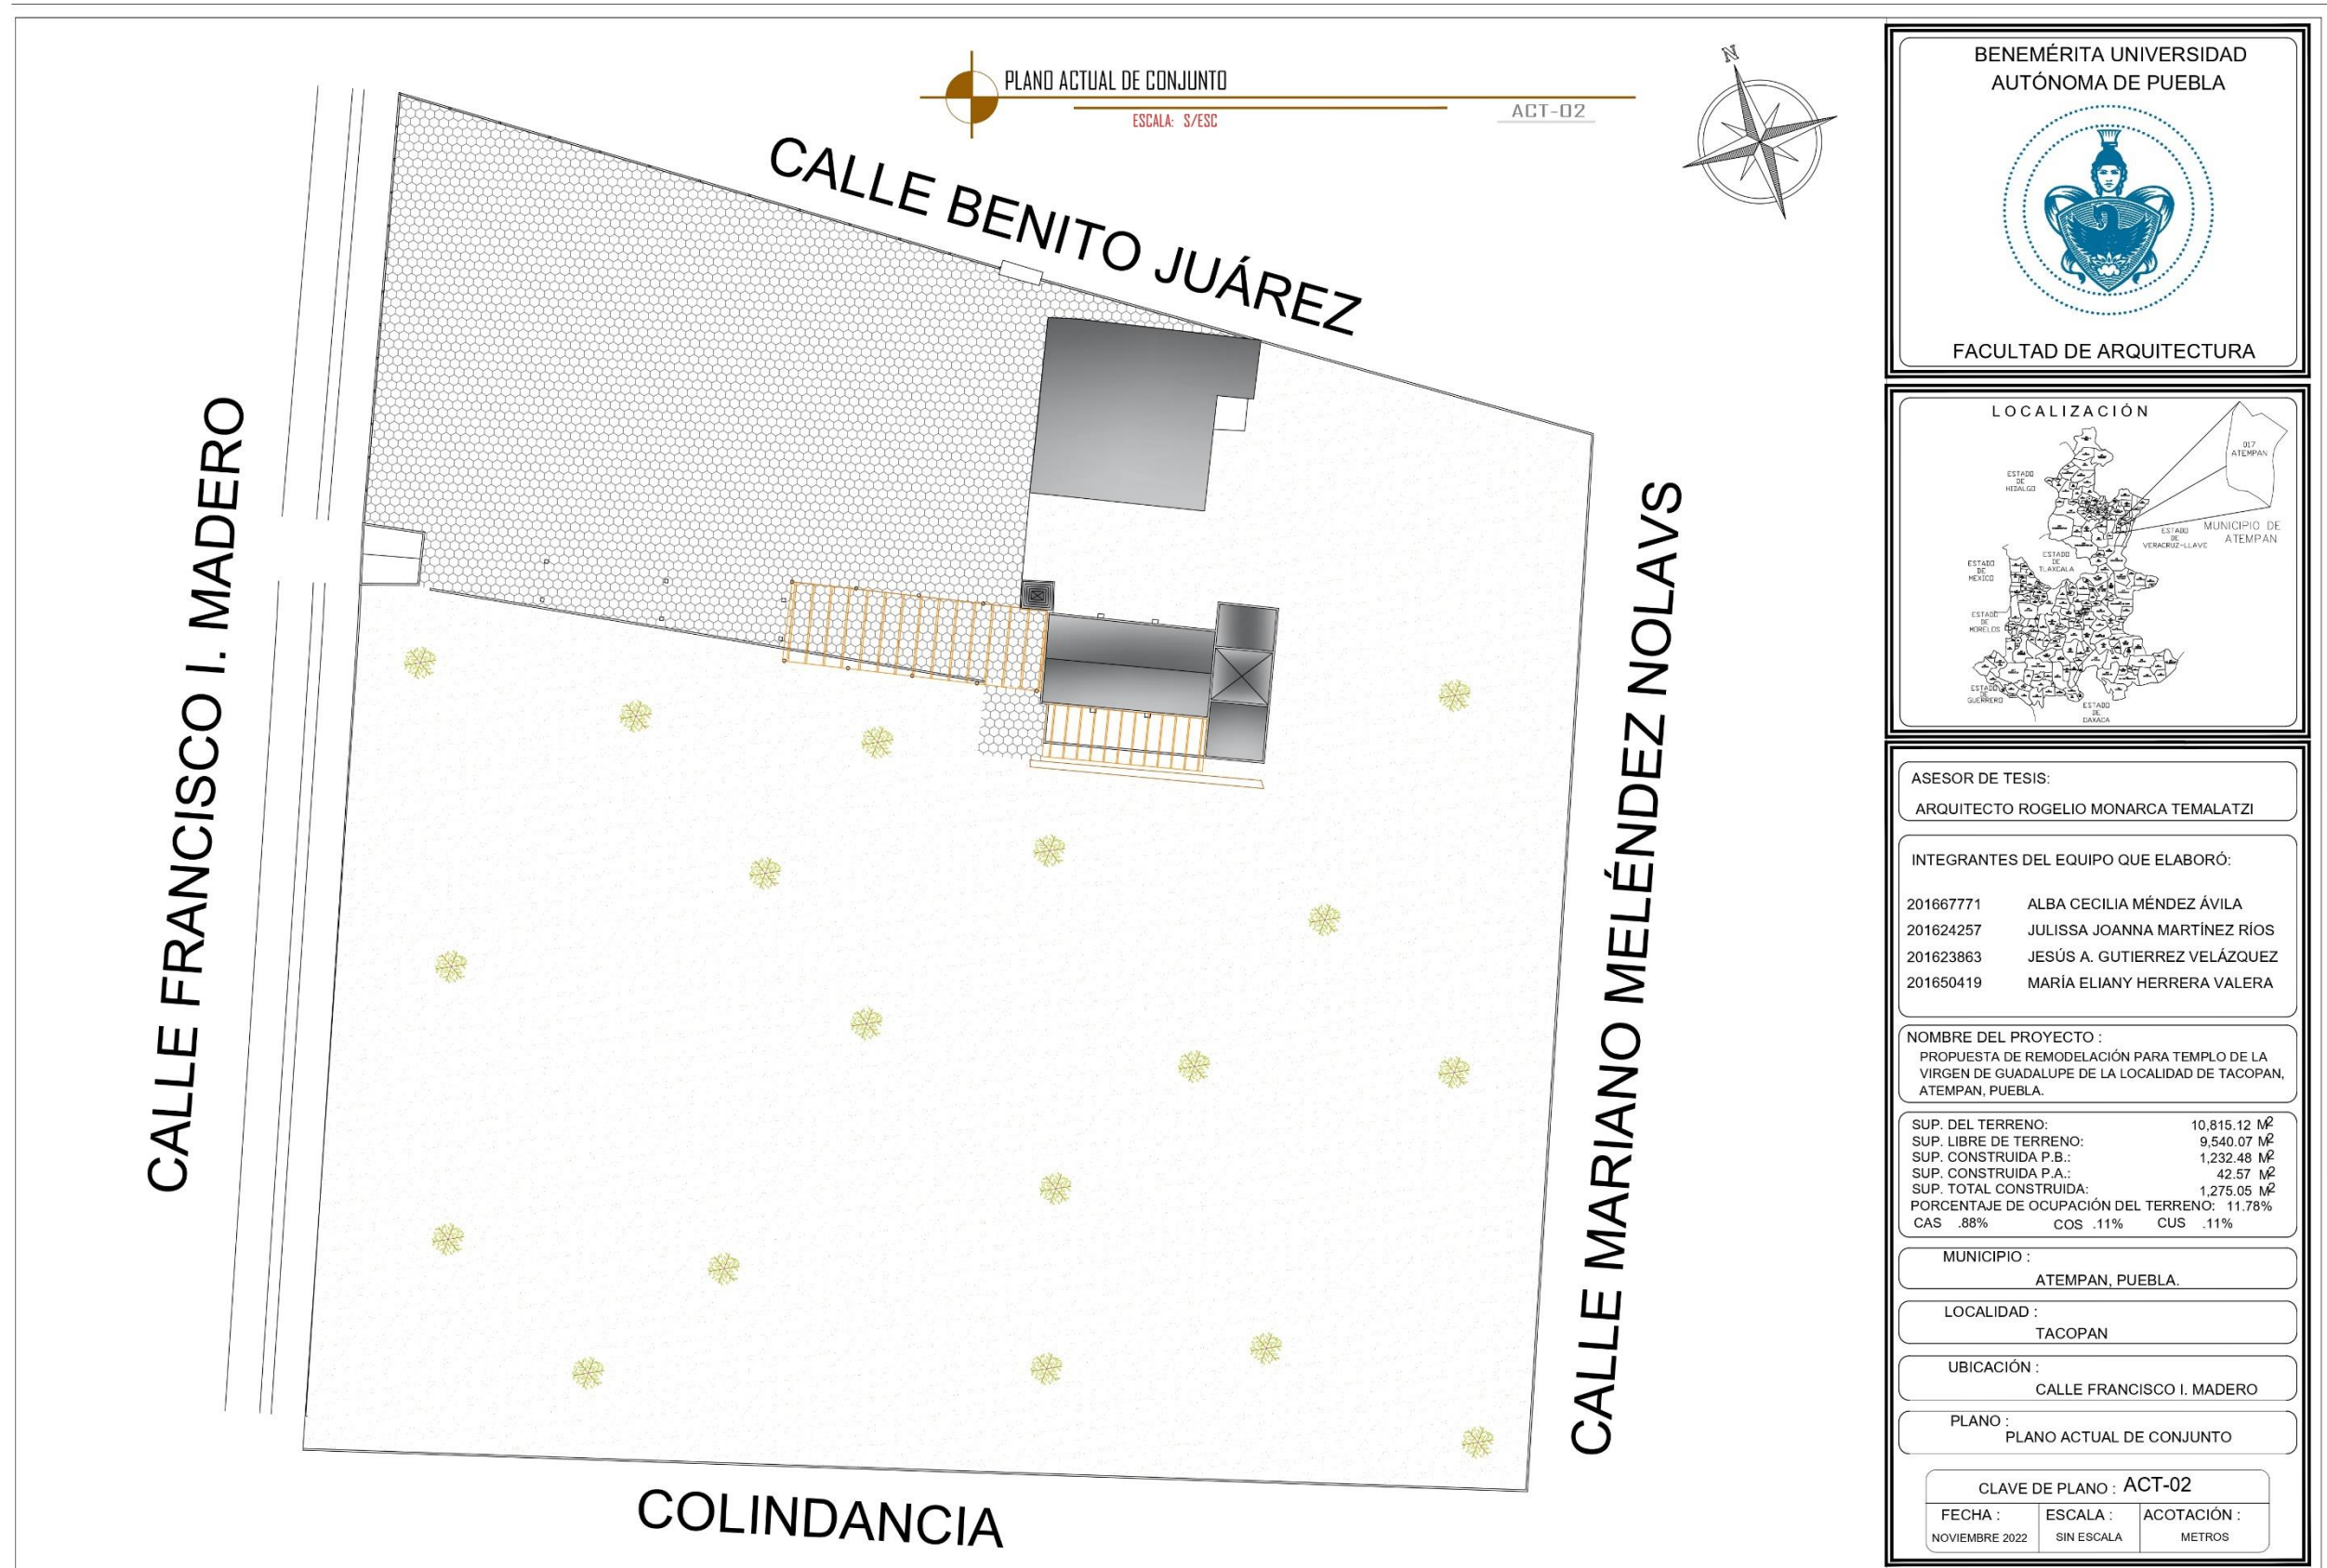 PLANO ACTUAL DE CONJUNTO
ESCALA: S/ESC
ACT-02
N
CALLE BENITO JUÁREZ
CALLE FRANCISCO I. MADERO
CALLE MARIANO MELÉNDEZ NOLAVS
COLINDANCIA
BENEMÉRITA UNIVERSIDAD
AUTÓNOMA DE PUEBLA
FACULTAD DE ARQUITECTURA
LOCALIZACIÓN
017
ATEMPAN
ESTADO
DE
HIDALGO
MUNICIPIO DE
ATEMPAN
ESTADO
DE
VERACRUZ-LLAVE
ESTADO
DE
TLAXCALA
ESTADO
DE
MEXICO
ESTADO
DE
MORELOS
ESTADO
DE
GUERRERO
ESTADO
DE
OAXACA
ASESOR DE TESIS:
ARQUITECTO ROGELIO MONARCA TEMALATZI
INTEGRANTES DEL EQUIPO QUE ELABORÓ:
201667771 ALBA CECILIA MÉNDEZ ÁVILA
201624257 JULISSA JOANNA MARTÍNEZ RÍOS
201623863 JESÚS A. GUTIERREZ VELÁZQUEZ
201650419 MARÍA ELIANY HERRERA VALERA
NOMBRE DEL PROYECTO :
PROPUESTA DE REMODELACIÓN PARA TEMPLO DE LA
VIRGEN DE GUADALUPE DE LA LOCALIDAD DE TACOPAN,
ATEMPAN, PUEBLA.
SUP. DEL TERRENO: 10,815.12 M2
SUP. LIBRE DE TERRENO: 9,540.07 M2
SUP. CONSTRUIDA P.B.: 1,232.48 M2
SUP. CONSTRUIDA P.A.: 42.57 M2
SUP. TOTAL CONSTRUIDA: 1,275.05 M2
PORCENTAJE DE OCUPACIÓN DEL TERRENO: 11.78%
CAS .88% COS .11% CUS .11%
MUNICIPIO :
ATEMPAN, PUEBLA.
LOCALIDAD :
TACOPAN
UBICACIÓN :
CALLE FRANCISCO I. MADERO
PLANO :
PLANO ACTUAL DE CONJUNTO
CLAVE DE PLANO : ACT-02
FECHA : ESCALA : ACOTACIÓN :
NOVIEMBRE 2022 SIN ESCALA METROS